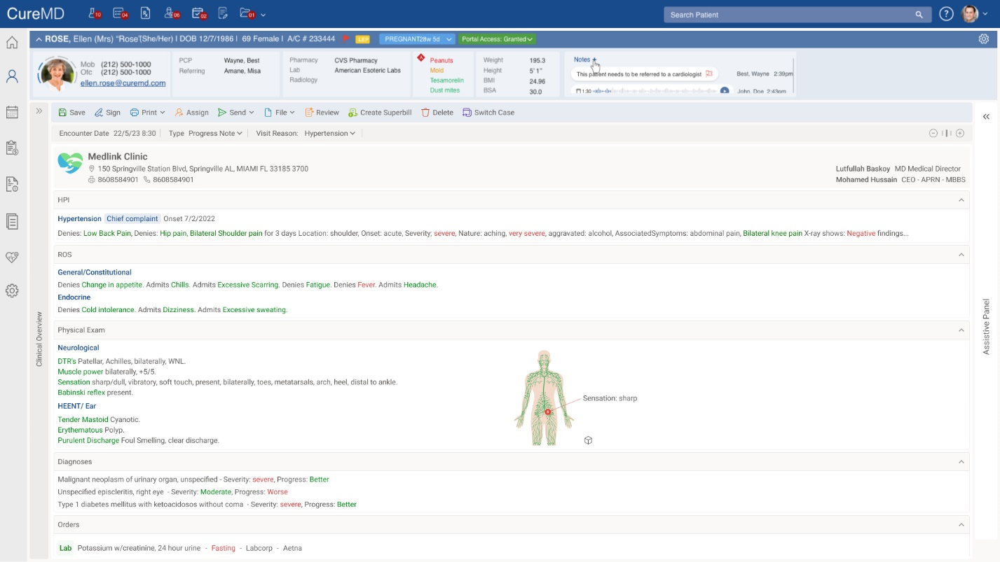 CureMD 10 04 05 02 01 Search Patient
ROSE, Ellen (Mrs) "Rose"(She/Her) | DOB 12/7/1986 | 69 Female | A/C # 233444 LEP PREGNANT28w 5d Portal Access: Granted
Mob (212) 500-1000
Ofc (212) 500-1000
ellen.rose@curemd.com
PCP Wayne, Best
Referring Amane, Misa
Pharmacy CVS Pharmacy
Lab American Esoteric Labs
Radiology
A Peanuts
Mold
Tesamorelin
Dust mites
Weight 195.3
Height 5'1"
BMI 24.96
BSA 30.0
Notes +
This patient needs to be referred to a cardiologist Best, Wayne 2:39pm
1:30 John, Doe 2:43pm
Save Sign Print Assign Send File Review Create Superbill Delete Switch Case
Encounter Date 22/5/23 8:30 Type Progress Note Visit Reason: Hypertension
Medlink Clinic
150 Springville Station Blvd, Springville AL, MIAMI FL 33185 3700
8608584901 8608584901
Lutfullah Baskoy MD Medical Director
Mohamed Hussain CEO - APRN - MBBS
Clinical Overview
Assistive Panel
HPI
Hypertension Chief complaint Onset 7/2/2022
Denies: Low Back Pain, Denies: Hip pain, Bilateral Shoulder pain for 3 days Location: shoulder, Onset: acute, Severity; severe, Nature: aching, very severe, aggravated: alcohol, AssociatedSymptoms: abdominal pain, Bilateral knee pain X-ray shows: Negative findings...
ROS
General/Constitutional
Denies Change in appetite. Admits Chills. Admits Excessive Scarring. Denies Fatigue. Denies Fever. Admits Headache.
Endocrine
Denies Cold intolerance. Admits Dizziness. Admits Excessive sweating.
Physical Exam
Neurological
DTR's Patellar, Achilles, bilaterally, WNL.
Muscle power bilaterally, +5/5.
Sensation sharp/dull, vibratory, soft touch, present, bilaterally, toes, metatarsals, arch, heel, distal to ankle.
Babinski reflex present.
HEENT/ Ear
Tender Mastoid Cyanotic.
Erythematous Polyp.
Purulent Discharge Foul Smelling, clear discharge.
Sensation: sharp
Diagnoses
Malignant neoplasm of urinary organ, unspecified - Severity: severe, Progress: Better
Unspecified episcleritis, right eye - Severity: Moderate, Progress: Worse
Type 1 diabetes mellitus with ketoacidosos without coma - Severity: severe, Progress: Better
Orders
Lab Potassium w/creatinine, 24 hour urine - Fasting - Labcorp - Aetna